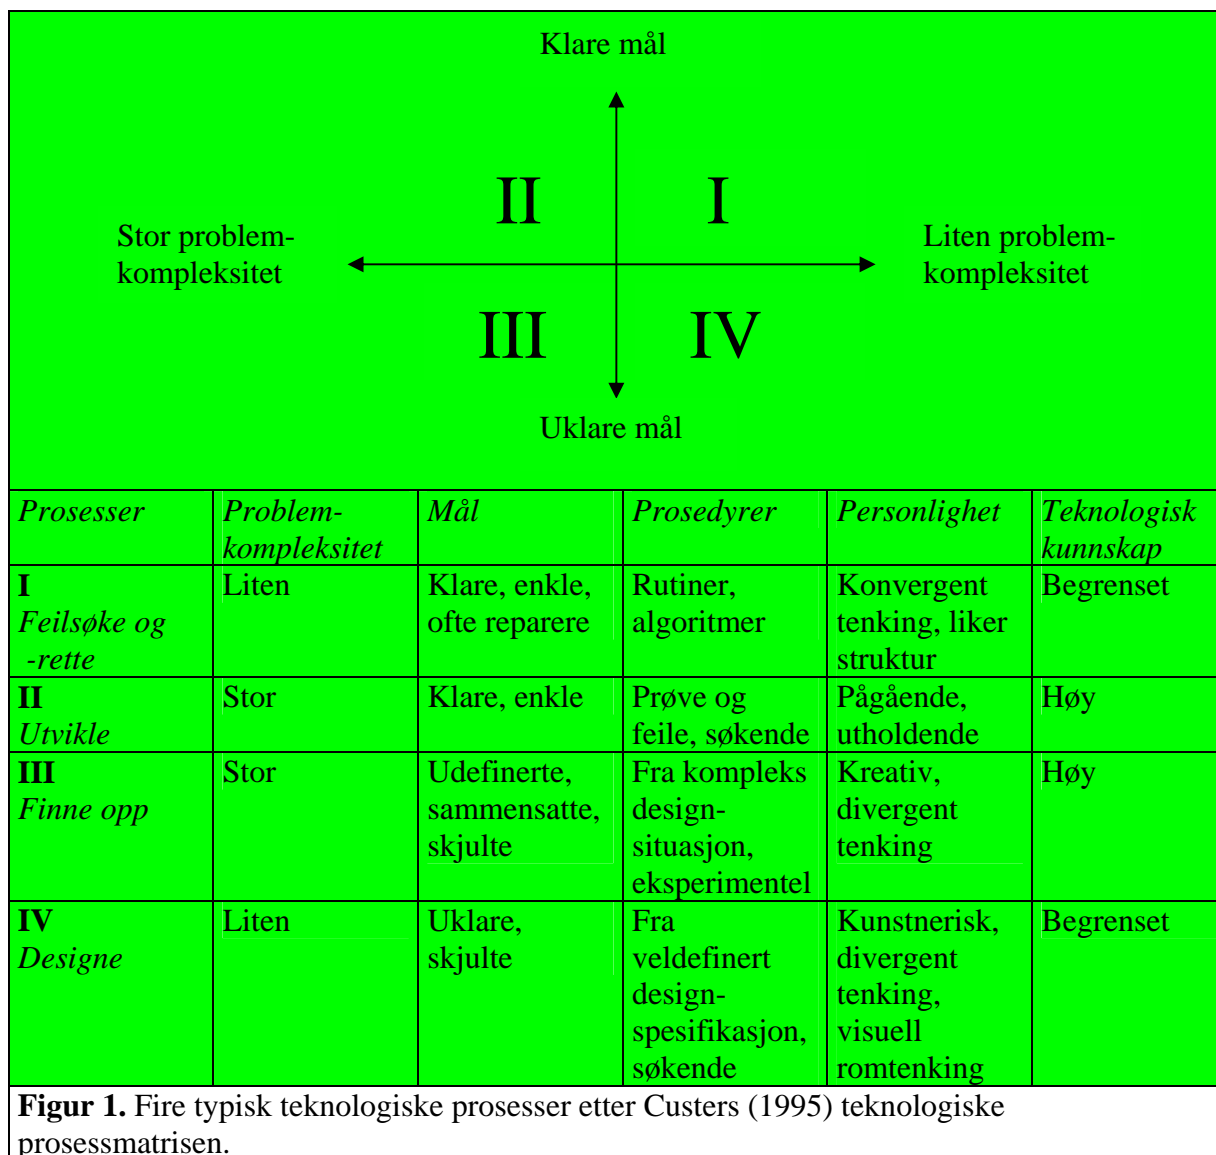 Klare mål
II
I
Stor problem-
kompleksitet
Liten problem-
kompleksitet
III
IV
Uklare mål
Prosesser
Problem-
kompleksitet
Mål
Prosedyrer
Personlighet
Teknologisk
kunnskap
I
Feilsøke og
-rette
Liten
Klare, enkle,
ofte reparere
Rutiner,
algoritmer
Konvergent
tenking, liker
struktur
Begrenset
II
Utvikle
Stor
Klare, enkle
Prøve og
feile, søkende
Pågående,
utholdende
Høy
III
Finne opp
Stor
Udefinerte,
sammensatte,
skjulte
Fra kompleks
design-
situasjon,
eksperimentel
Kreativ,
divergent
tenking
Høy
IV
Designe
Liten
Uklare,
skjulte
Fra
veldefinert
design-
spesifikasjon,
søkende
Kunstnerisk,
divergent
tenking,
visuell
romtenking
Begrenset
Figur 1. Fire typisk teknologiske prosesser etter Custers (1995) teknologiske
prosessmatrisen.